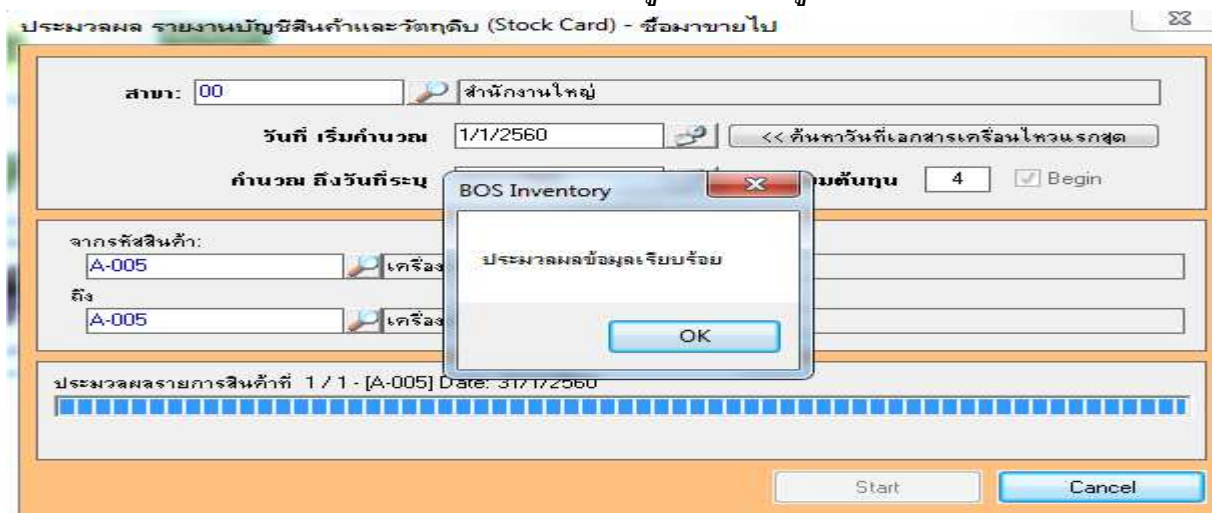 ประมวลผล รายงานบัญชีสินค้าและวัตถุดิบ (Stock Card) - ซื้อมาขายไป
สาขา: 00 สำนักงานใหญ่
วันที่ เริ่มคำนวณ 1/1/2560 << ค้นหาวันที่เอกสารเครื่อนไหวแรกสุด
คำนวณ ถึงวันที่ระบุ 4 Begin
BOS Inventory
ประมวลผลข้อมูลเรียบร้อย
OK
จากรหัสสินค้า:
A-005
ถึง
A-005
ประมวลผลรายการสินค้าที่ 1 / 1 - [A-005] Date: 31/1/2560
Start Cancel